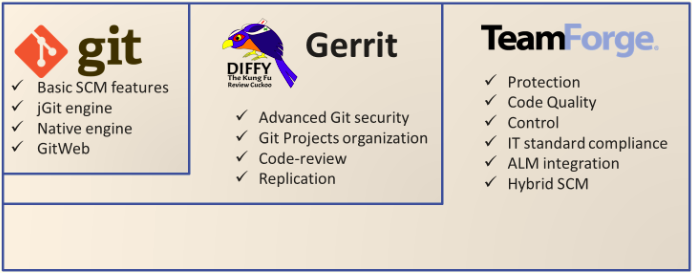 git
✓ Basic SCM features
✓ jGit engine
✓ Native engine
✓ GitWeb
DIFFY
The Kung Fu
Review Cuckoo
Gerrit
✓ Advanced Git security
✓ Git Projects organization
✓ Code-review
✓ Replication
TeamForge®
✓ Protection
✓ Code Quality
✓ Control
✓ IT standard compliance
✓ ALM integration
✓ Hybrid SCM